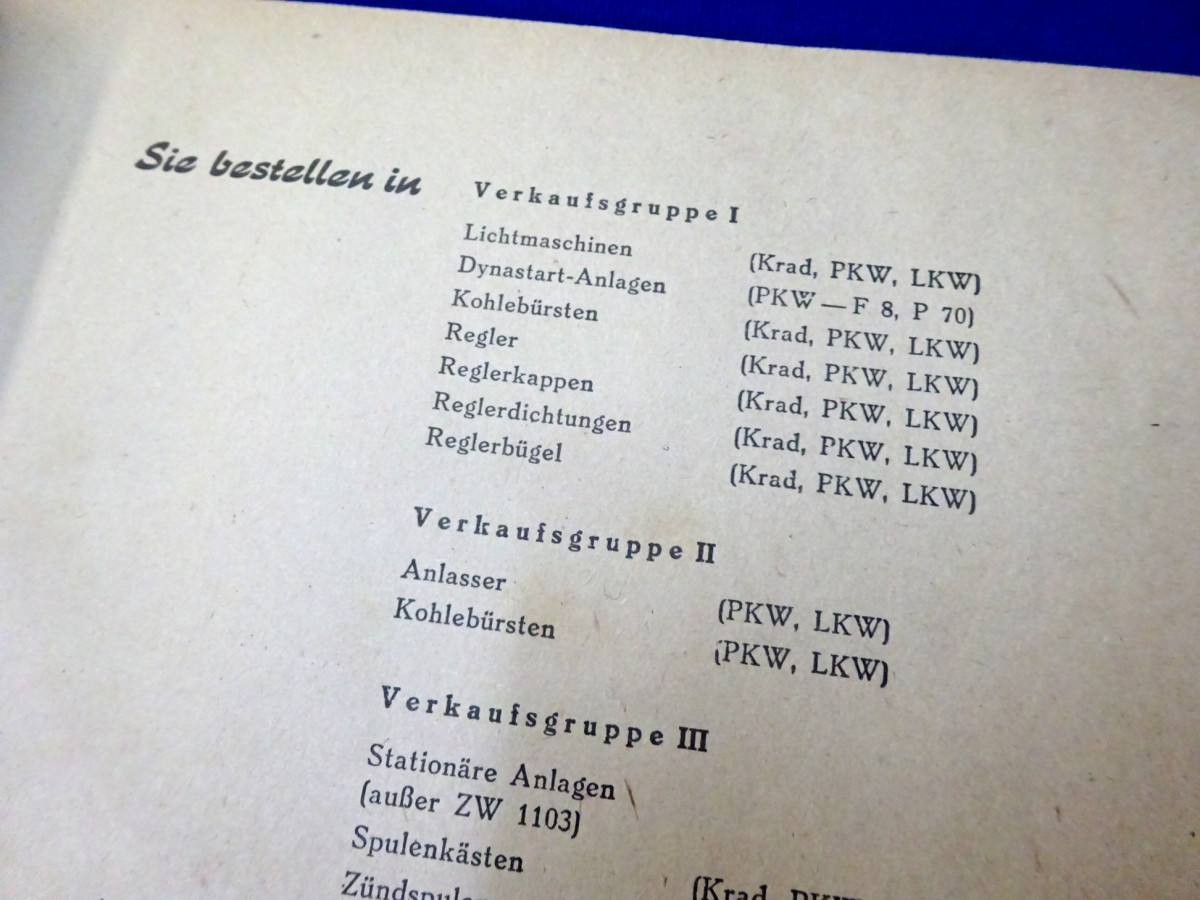 Sie bestellen in Verkaufsgruppe I
Lichtmaschinen (Krad, PKW, LKW)
Dynastart-Anlagen (PKW — F 8, P 70)
Kohlebürsten (Krad, PKW, LKW)
Regler (Krad, PKW, LKW)
Reglerkappen (Krad, PKW, LKW)
Reglerdichtungen (Krad, PKW, LKW)
Reglerbügel (Krad, PKW, LKW)
Verkaufsgruppe II
Anlasser (PKW, LKW)
Kohlebürsten (PKW, LKW)
Verkaufsgruppe III
Stationäre Anlagen
(außer ZW 1103)
Spulenkästen (Krad, PKW